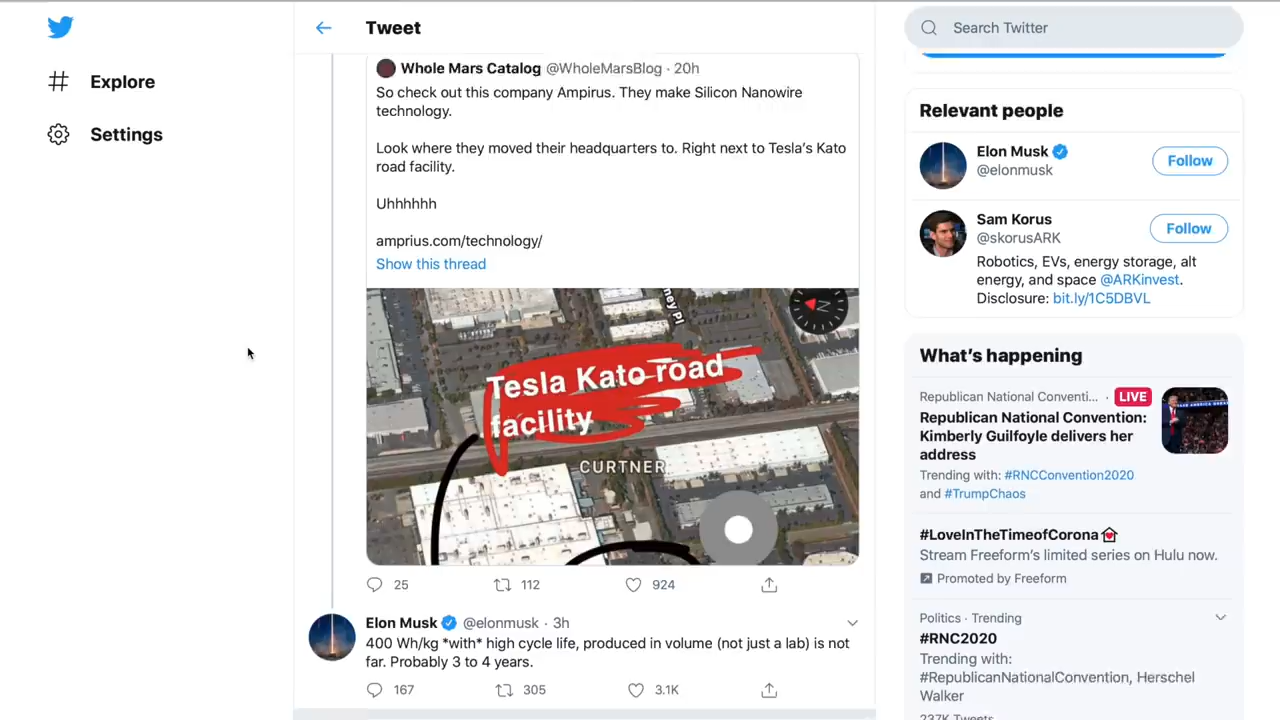 Explore
Settings
Tweet
Whole Mars Catalog @WholeMarsBlog · 20h
So check out this company Ampirus. They make Silicon Nanowire
technology.
Look where they moved their headquarters to. Right next to Tesla's Kato
road facility.
Uhhhhhh
amprius.com/technology/
Show this thread
ney Pl
N
Tesla Kato road
facility
CURTNER
25
112
924
Elon Musk @elonmusk · 3h
400 Wh/kg *with* high cycle life, produced in volume (not just a lab) is not
far. Probably 3 to 4 years.
167
305
3.1K
Search Twitter
Relevant people
Elon Musk
@elonmusk
Follow
Sam Korus
@skorusARK
Follow
Robotics, EVs, energy storage, alt
energy, and space @ARKinvest.
Disclosure: bit.ly/1C5DBVL
What's happening
Republican National Conventi... · LIVE
Republican National Convention:
Kimberly Guilfoyle delivers her
address
Trending with: #RNCConvention2020
and #TrumpChaos
#LoveInTheTimeofCorona
Stream Freeform's limited series on Hulu now.
Promoted by Freeform
Politics · Trending
#RNC2020
Trending with:
#RepublicanNationalConvention, Herschel
Walker
237K Tweets